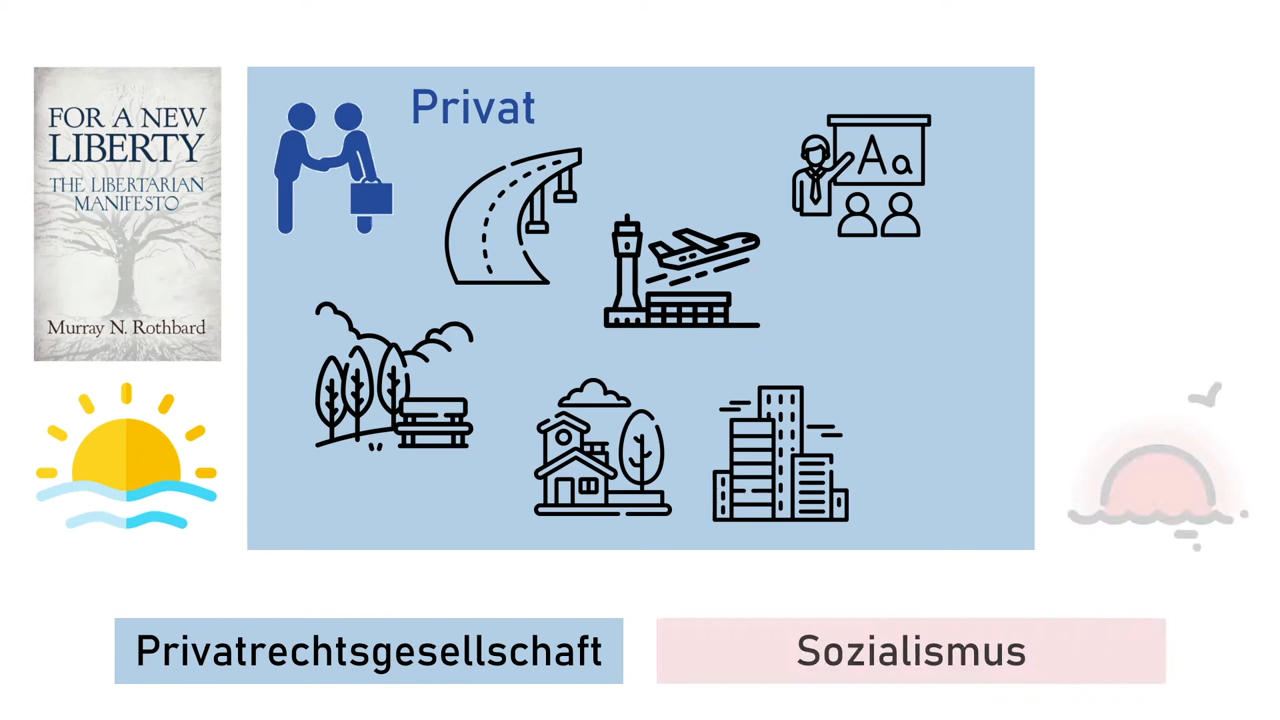 FOR A NEW
LIBERTY
THE LIBERTARIAN
MANIFESTO
Murray N. Rothbard
Privat
Aa
Privatrechtsgesellschaft
Sozialismus